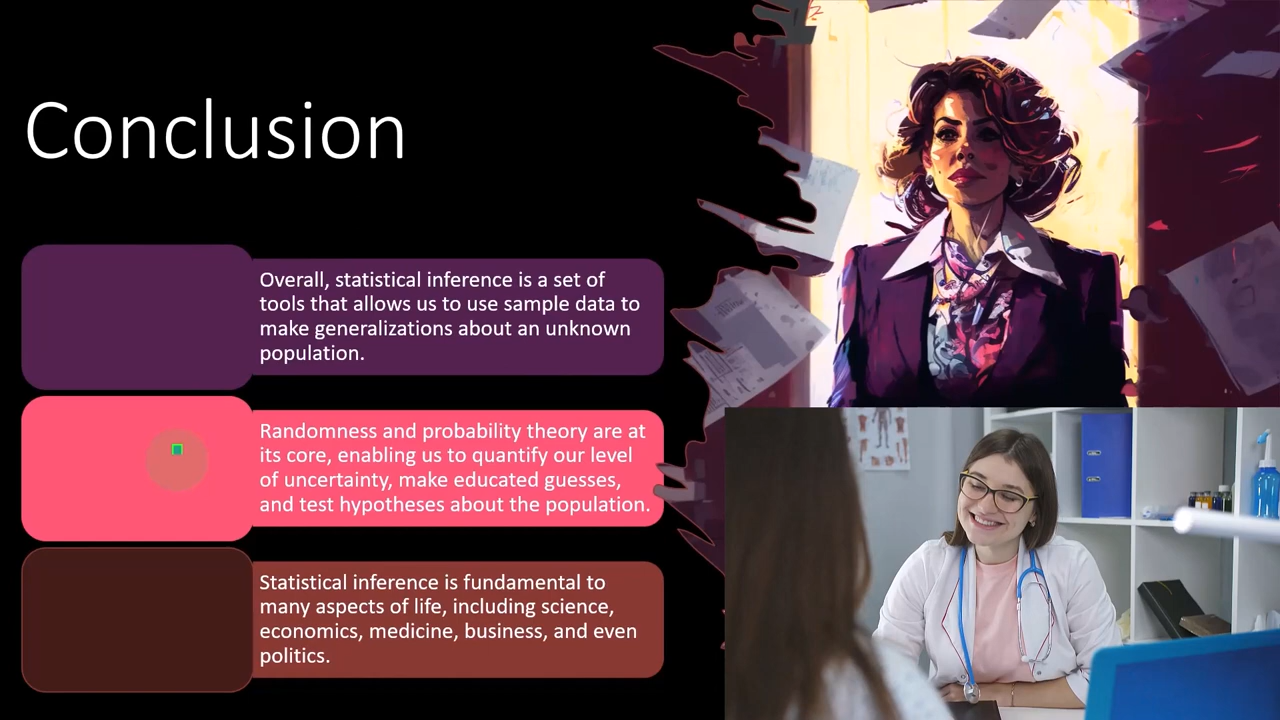 Conclusion
Overall, statistical inference is a set of
tools that allows us to use sample data to
make generalizations about an unknown
population.
Randomness and probability theory are at
its core, enabling us to quantify our level
of uncertainty, make educated guesses,
and test hypotheses about the population.
Statistical inference is fundamental to
many aspects of life, including science,
economics, medicine, business, and even
politics.